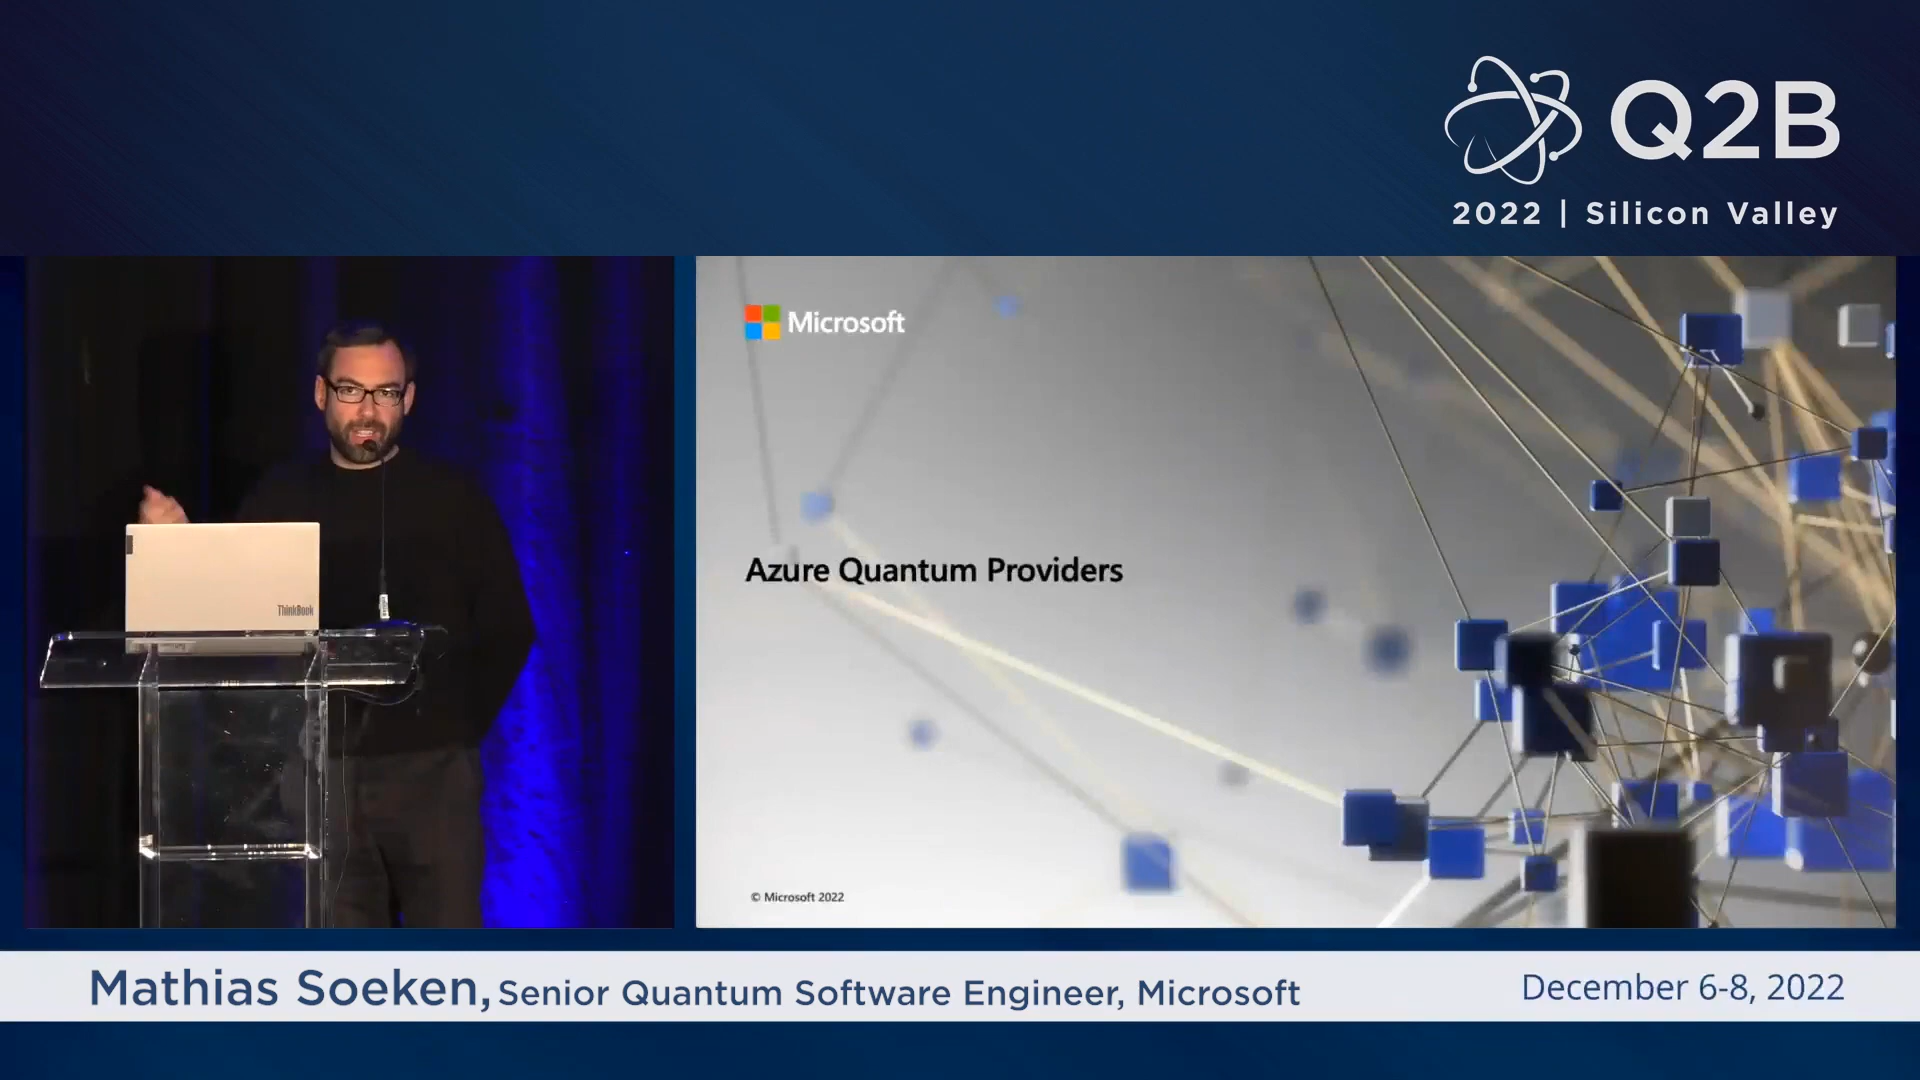 Q2B
2022 | Silicon Valley
Microsoft
Azure Quantum Providers
ThinkBook
© Microsoft 2022
Mathias Soeken, Senior Quantum Software Engineer, Microsoft
December 6-8, 2022